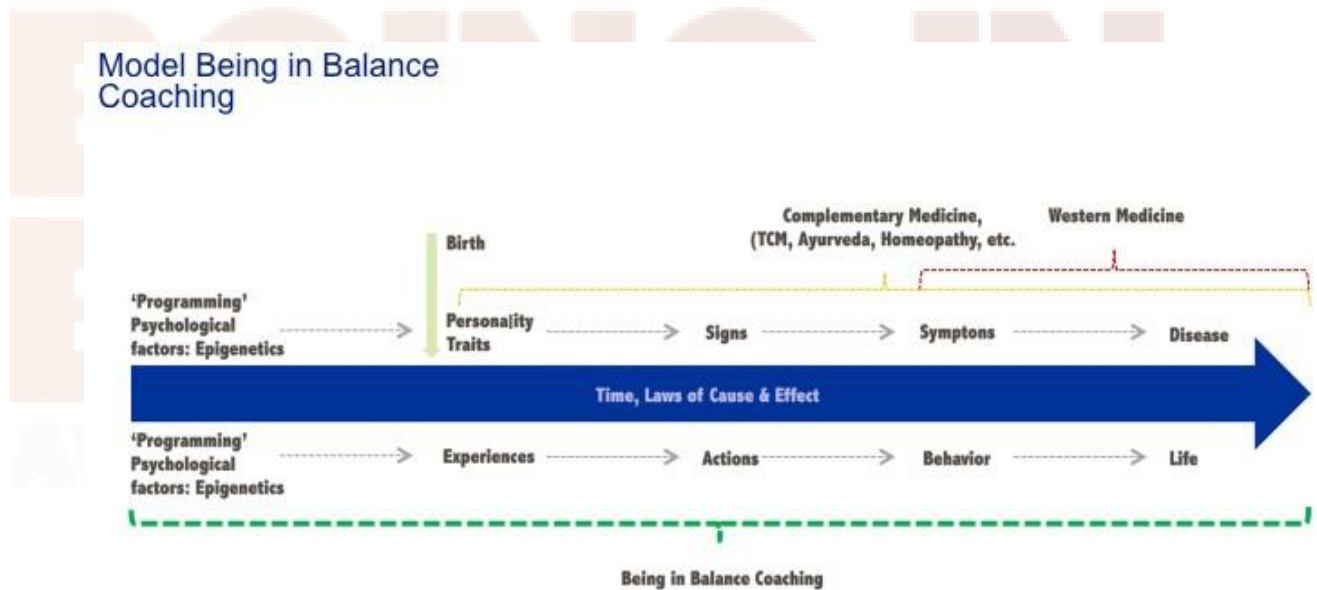 Model Being in Balance
Coaching
Complementary Medicine,
(TCM, Ayurveda, Homeopathy, etc.
Western Medicine
Birth
‘Programming’
Psychological
factors: Epigenetics
Personality
Traits
Signs
Symptons
Disease
Time, Laws of Cause & Effect
‘Programming’
Psychological
factors: Epigenetics
Experiences
Actions
Behavior
Life
Being in Balance Coaching